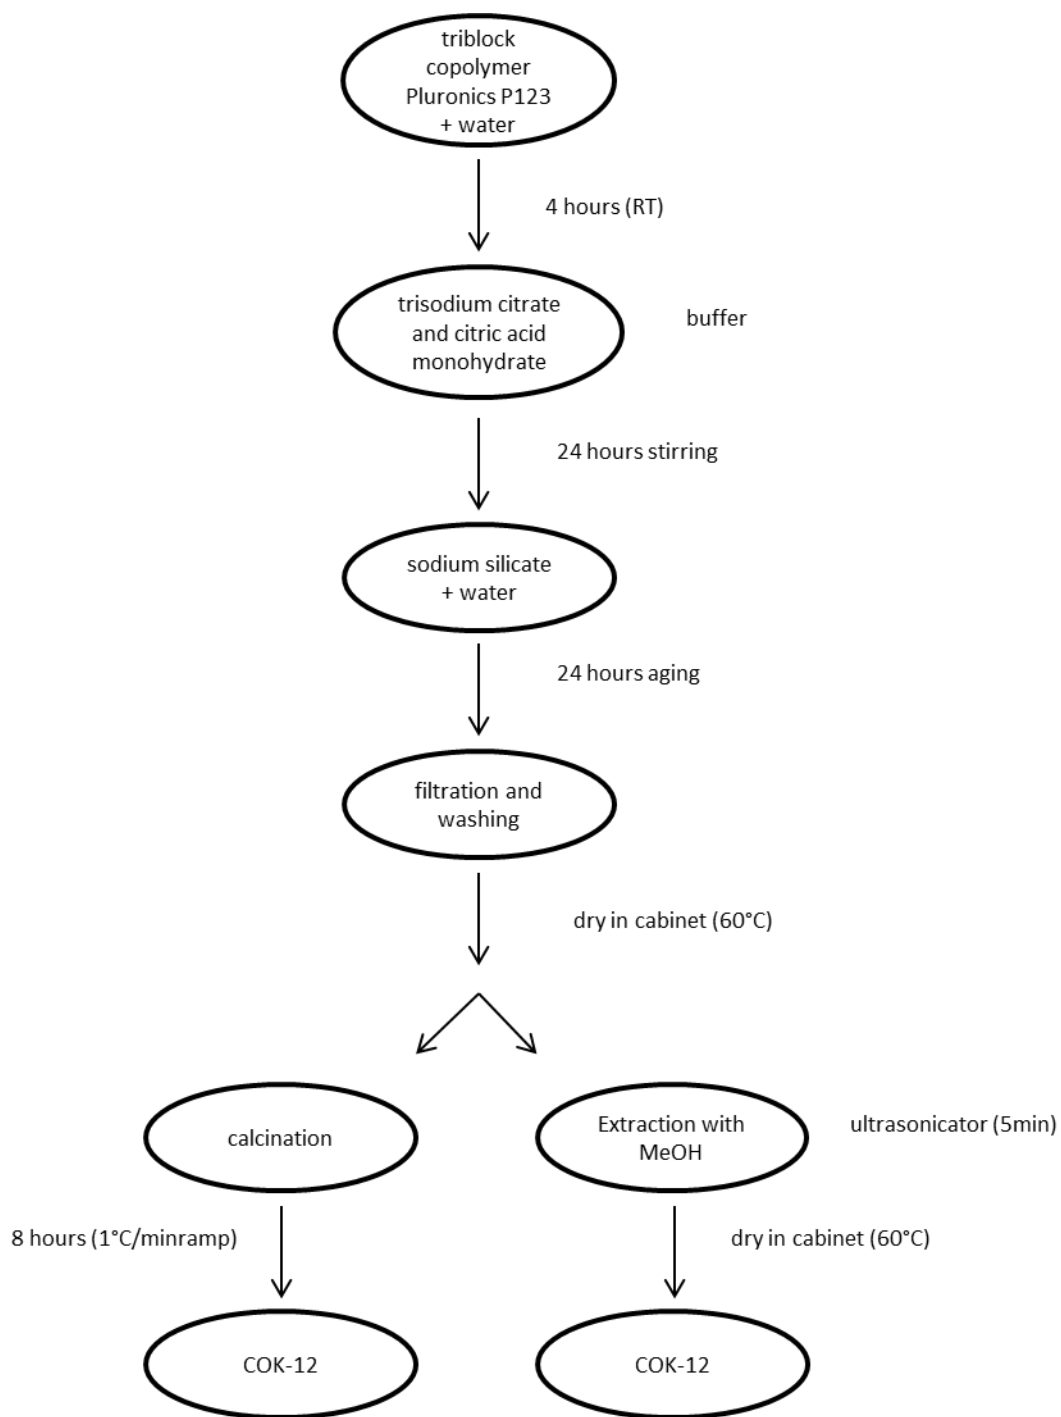 triblock
copolymer
Pluronics P123
+ water
4 hours (RT)
trisodium citrate
and citric acid
monohydrate
buffer
24 hours stirring
sodium silicate
+ water
24 hours aging
filtration and
washing
dry in cabinet (60°C)
calcination
Extraction with
MeOH
ultrasonicator (5min)
8 hours (1°C/minramp)
dry in cabinet (60°C)
COK-12
COK-12